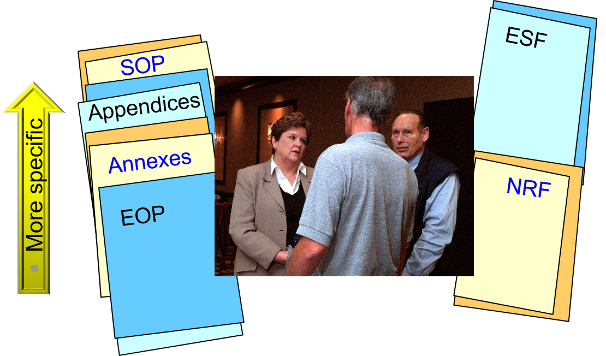 More specific
SOP
Appendices
Annexes
EOP
ESF
NRF